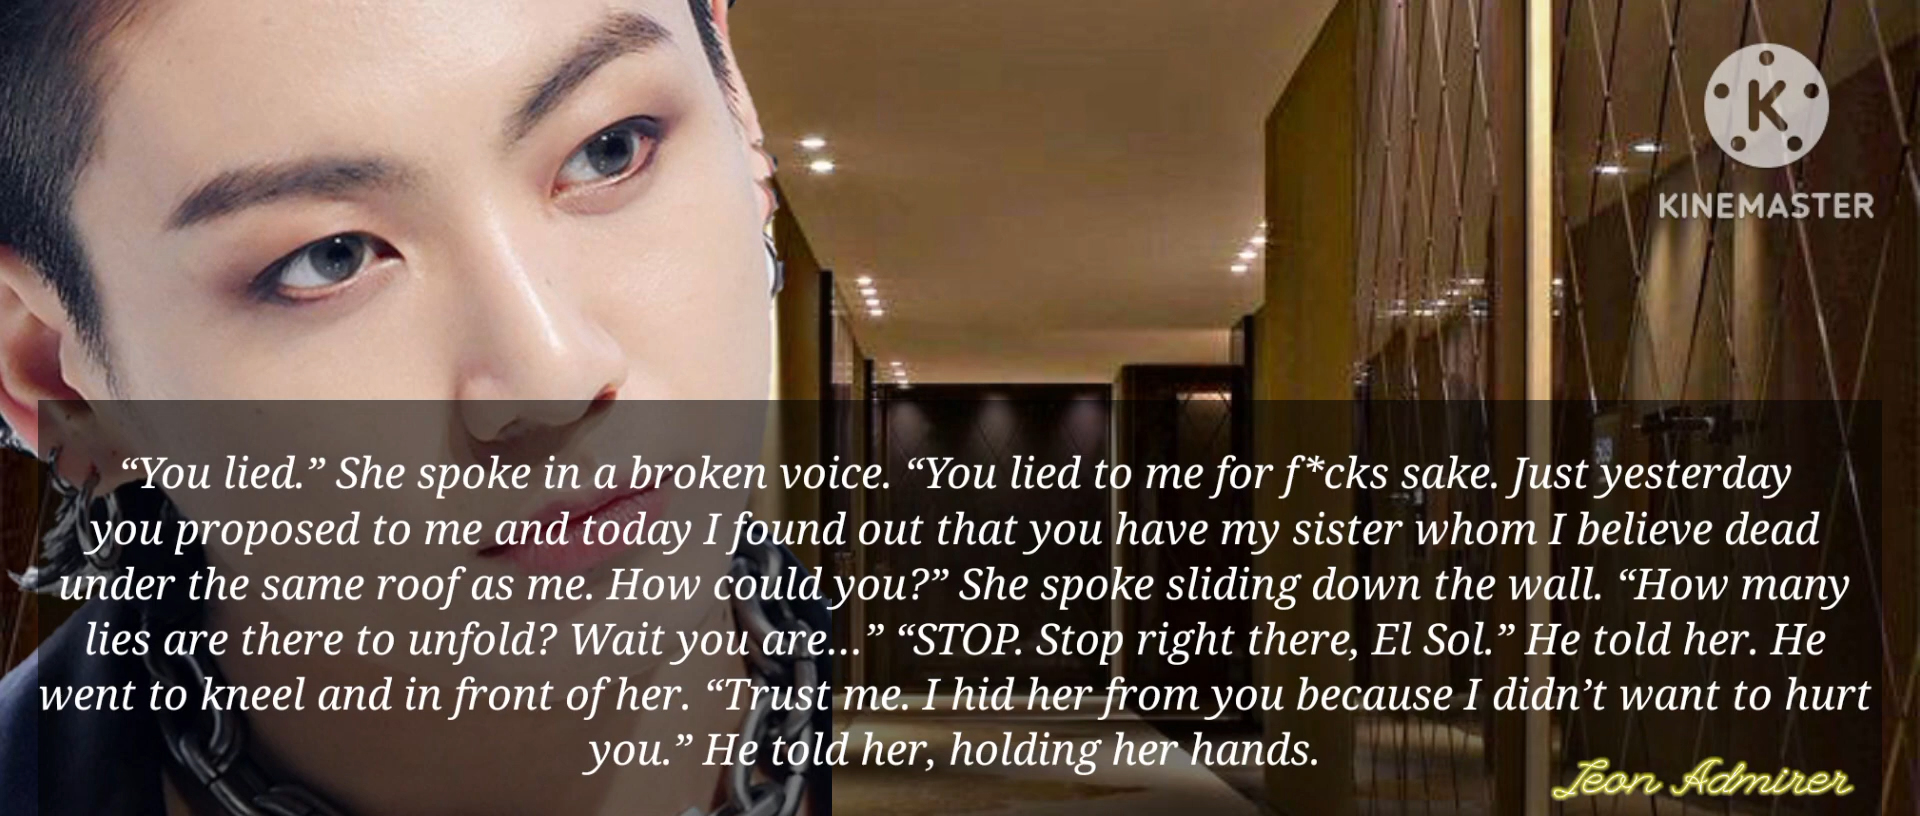 K
KINEMASTER
“You lied.” She spoke in a broken voice. “You lied to me for f*cks sake. Just yesterday
you proposed to me and today I found out that you have my sister whom I believe dead
under the same roof as me. How could you?” She spoke sliding down the wall. “How many
lies are there to unfold? Wait you are...” “STOP. Stop right there, El Sol.” He told her. He
went to kneel and in front of her. “Trust me. I hid her from you because I didn’t want to hurt
you.” He told her, holding her hands.
Jeon Admirer